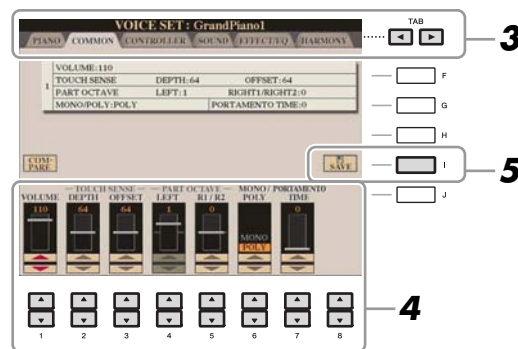 VOICE SET : GrandPiano1
PIANO COMMON CONTROLLER SOUND EFFECT/EQ HARMONY
TAB
3
VOLUME:110
1 TOUCH SENSE DEPTH:64 OFFSET:64
PART OCTAVE LEFT:1 RIGHT1/RIGHT2:0
MONO/POLY:POLY PORTAMENTO TIME:0
F
G
H
I
J
COM-
PARE
SAVE
5
TOUCH SENSE PART OCTAVE MONO/ PORTAMENTO
VOLUME DEPTH OFFSET LEFT R1 / R2 POLY TIME
110 64 64 1 0 0
MONO
POLY
4
1 2 3 4 5 6 7 8